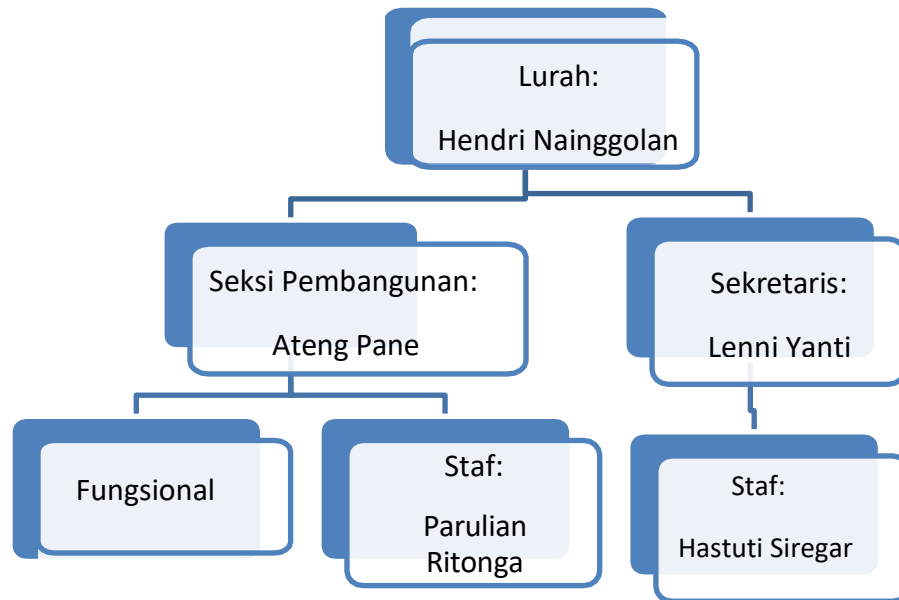 Lurah:
Hendri Nainggolan
Seksi Pembangunan:
Ateng Pane
Sekretaris:
Lenni Yanti
Fungsional
Staf:
Parulian
Ritonga
Staf:
Hastuti Siregar